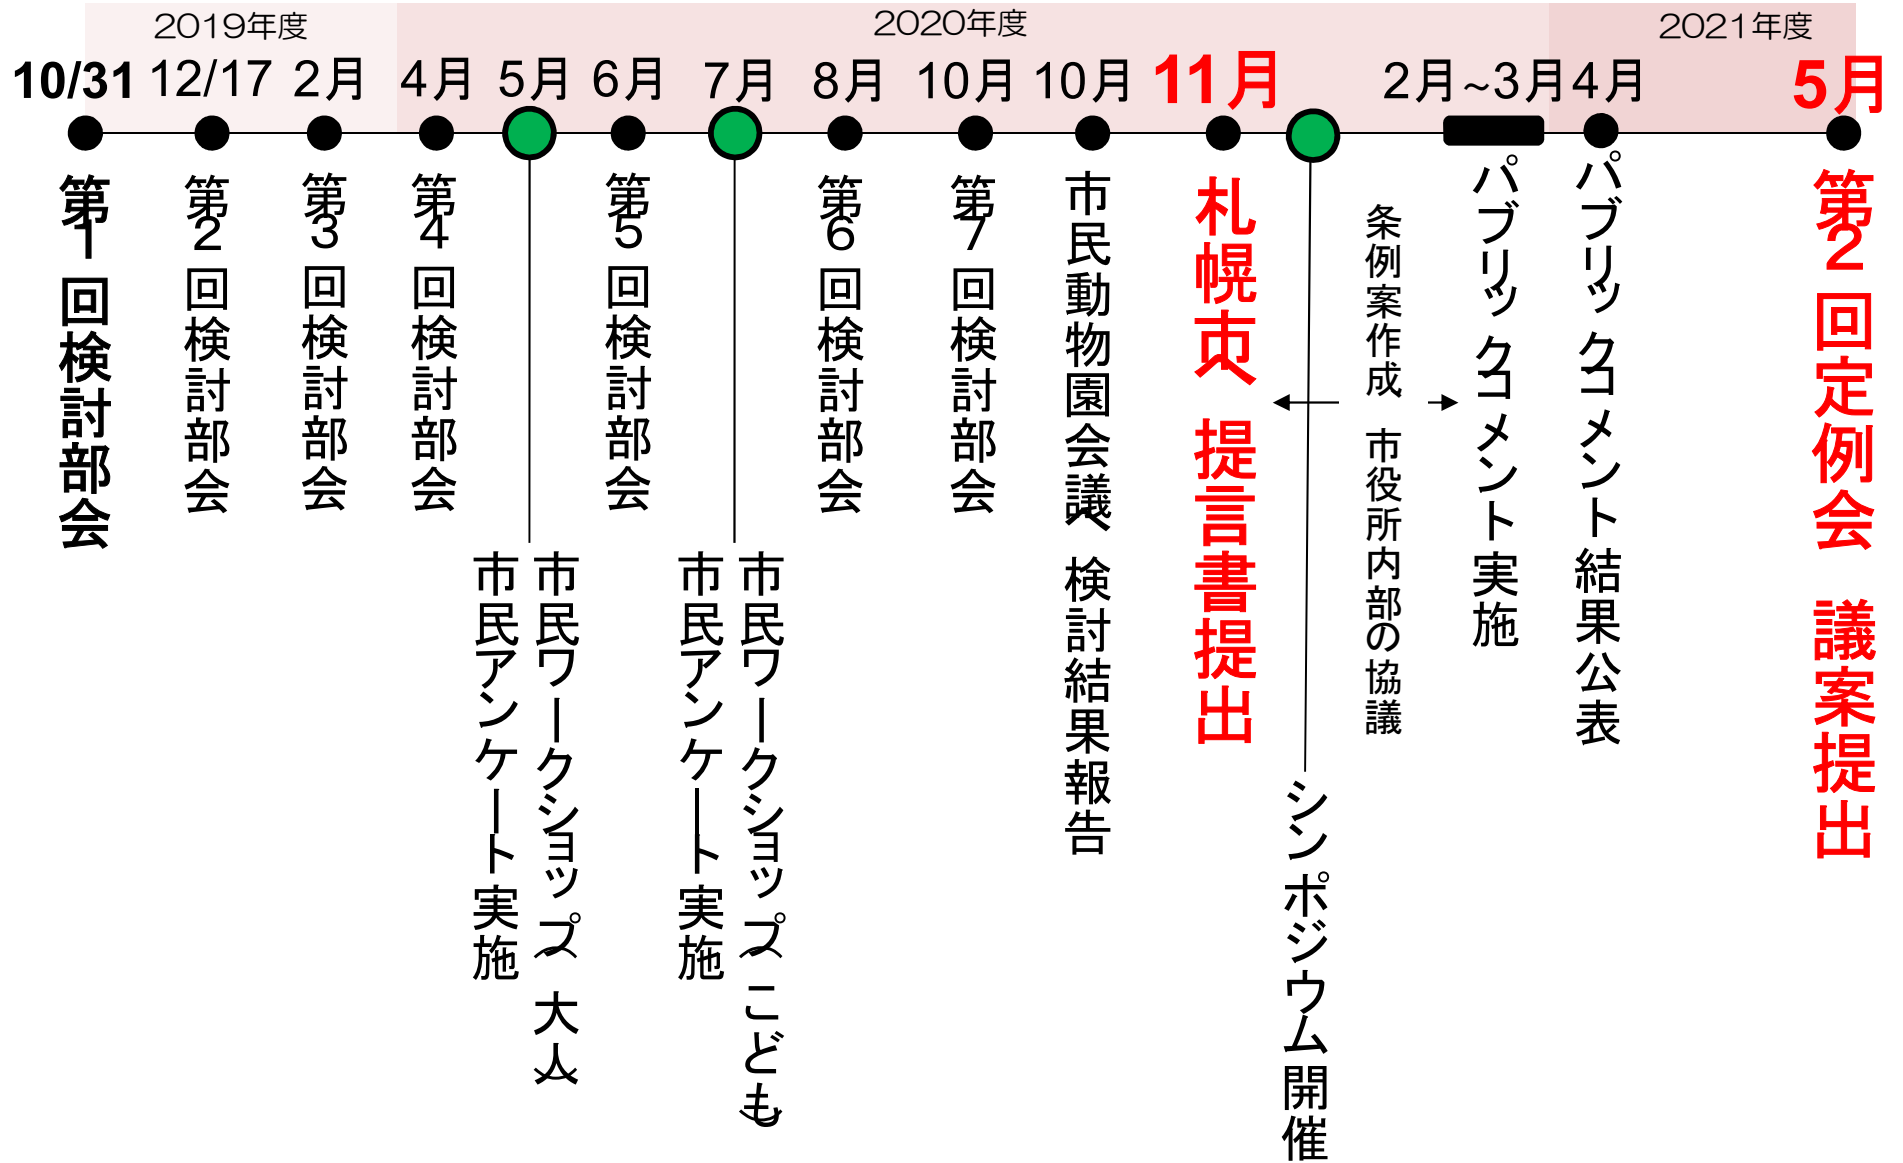 2019年度
2020年度
2021年度
10/31
12/17
2月
4月
5月
6月
7月
8月
10月
10月
11月
2月～3月
4月
5月
第1回検討部会
第2回検討部会
第3回検討部会
第4回検討部会
市民ワークショップ（大人）
市民アンケート実施
第5回検討部会
市民ワークショップ（こども）
市民アンケート実施
第6回検討部会
第7回検討部会
市民動物園会議へ 検討結果報告
札幌市へ 提言書提出
シンポジウム開催
条例案作成 市役所内部の協議
パブリックコメント実施
パブリックコメント結果公表
第2回定例会 議案提出